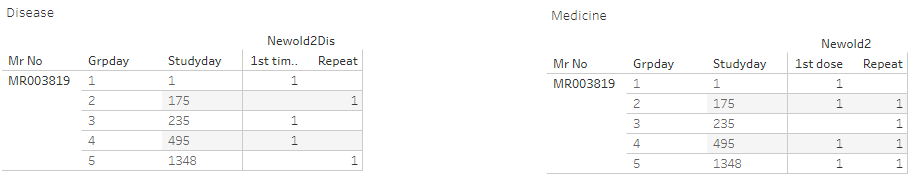 Disease
Newold2Dis
Mr No Grpday Studyday 1st tim.. Repeat
MR003819 1 1 1
2 175 1
3 235 1
4 495 1
5 1348 1
Medicine
Newold2
Mr No Grpday Studyday 1st dose Repeat
MR003819 1 1 1
2 175 1 1
3 235 1
4 495 1 1
5 1348 1 1